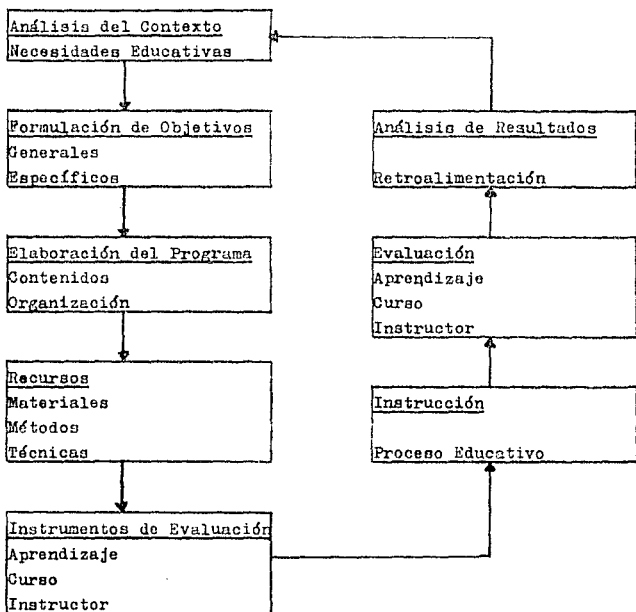 Análisis del Contexto
Necesidades Educativas
Formulación de Objetivos
Generales
Específicos
Elaboración del Programa
Contenidos
Organización
Recursos
Materiales
Métodos
Técnicas
Instrumentos de Evaluación
Aprendizaje
Curso
Instructor
Instrucción
Proceso Educativo
Evaluación
Aprendizaje
Curso
Instructor
Análisis de Resultados
Retroalimentación